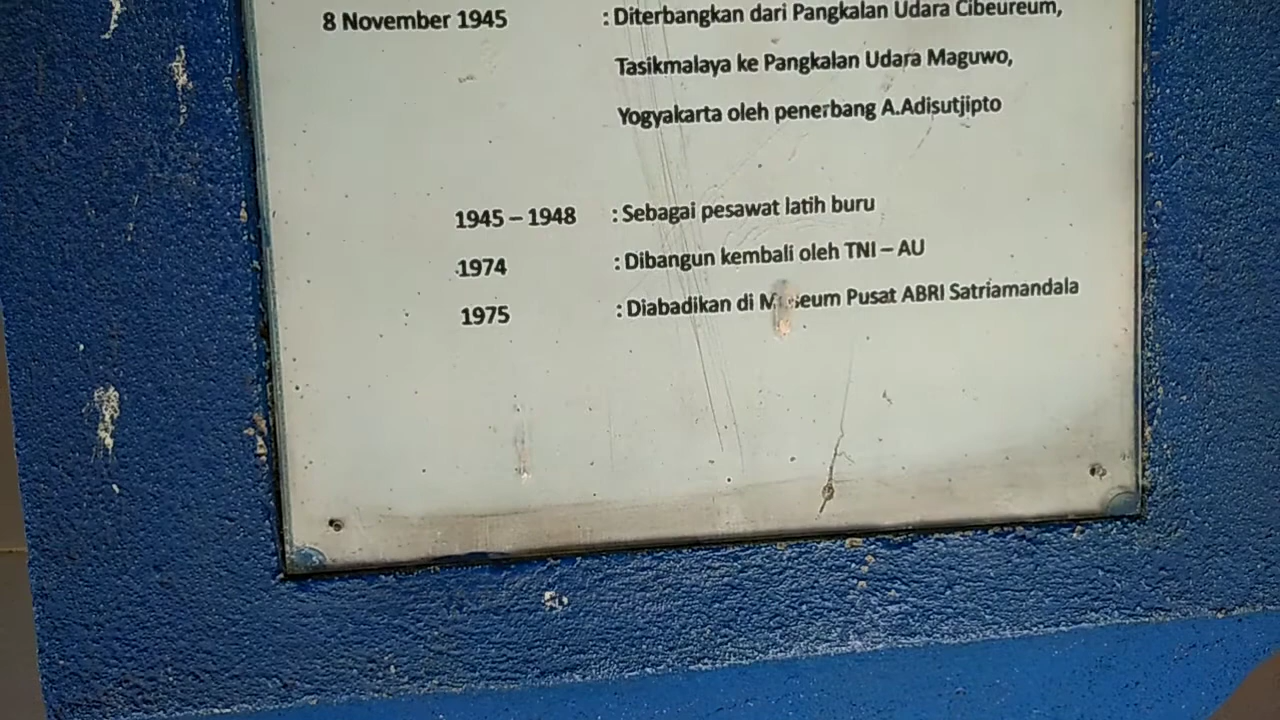 8 November 1945 : Diterbangkan dari Pangkalan Udara Cibeureum,
Tasikmalaya ke Pangkalan Udara Maguwo,
Yogyakarta oleh penerbang A.Adisutjipto
1945 – 1948 : Sebagai pesawat latih buru
1974 : Dibangun kembali oleh TNI – AU
1975 : Diabadikan di Museum Pusat ABRI Satriamandala